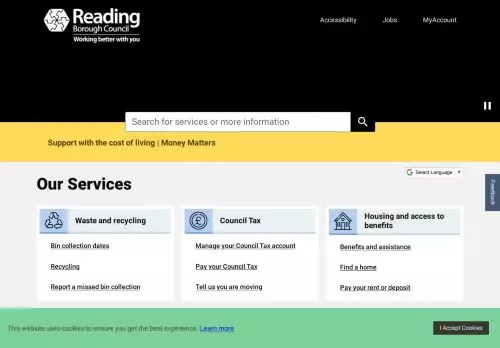 Reading
Borough Council
Working better with you
Accessibility Jobs MyAccount
Search for services or more information
Support with the cost of living | Money Matters
Select Language
Feedback
Our Services
Waste and recycling
Bin collection dates
Recycling
Report a missed bin collection
Council Tax
Manage your Council Tax account
Pay your Council Tax
Tell us you are moving
Housing and access to
benefits
Benefits and assistance
Find a home
Pay your rent or deposit
This website uses cookies to ensure you get the best experience. Learn more
I Accept Cookies